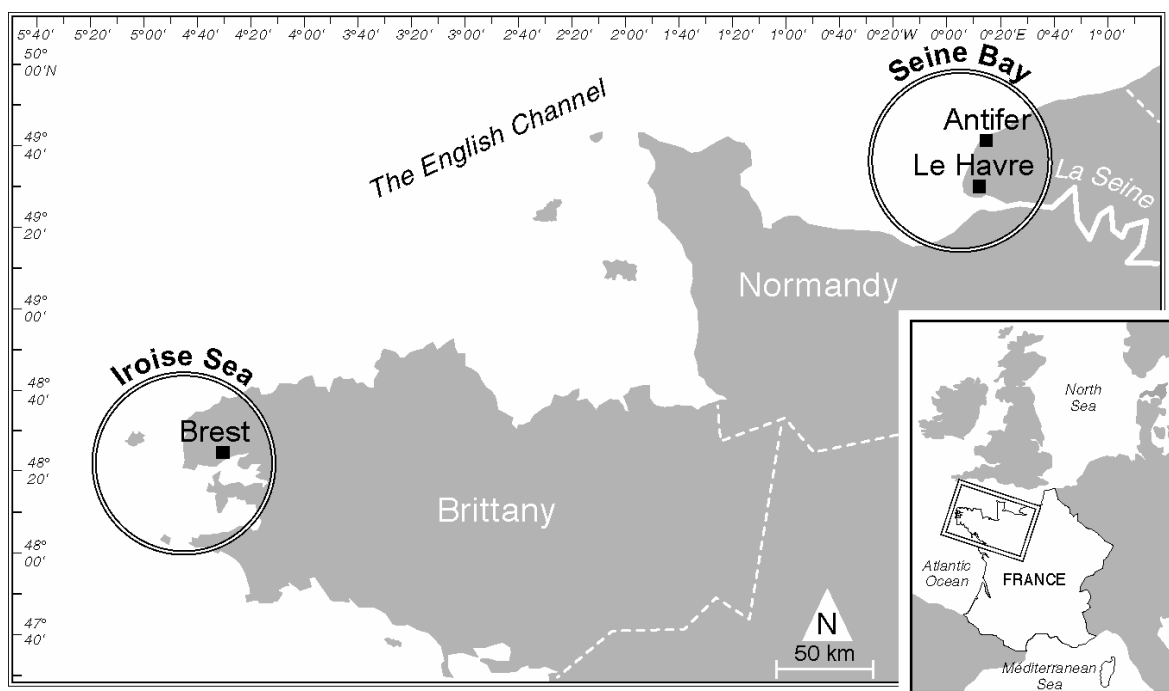 5°40' 5°20' 5°00' 4°40' 4°20' 4°00' 3°40' 3°20' 3°00' 2°40' 2°20' 2°00' 1°40' 1°20' 1°00' 0°40' 0°20'W 0°00' 0°20'E 0°40' 1°00'
50°
00'N
Seine Bay
The English Channel
Antifer
49°
40'
Le Havre
La Seine
49°
20'
Normandy
49°
00'
Iroise Sea
48°
40'
North
Sea
Brest
48°
20'
Brittany
48°
00'
Atlantic
Ocean
FRANCE
47°
40'
N
50 km
Méditerranean
Sea